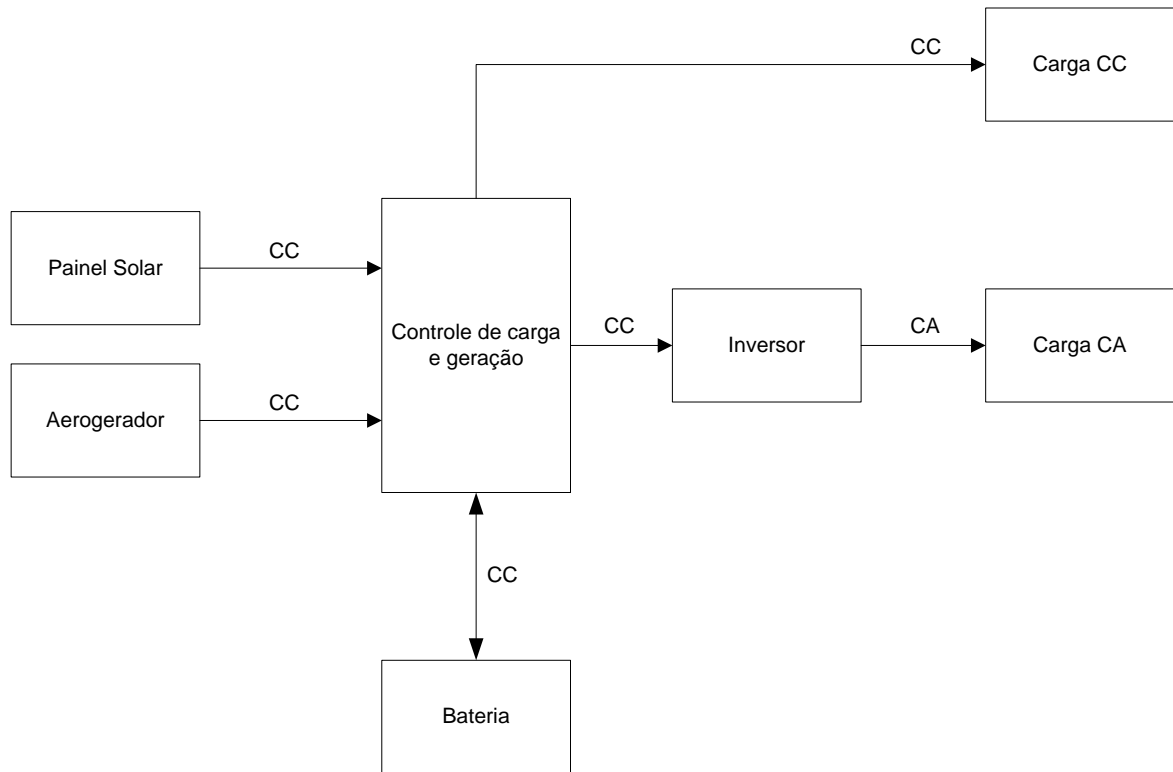 CC
Carga CC
Painel Solar
CC
Controle de carga
e geração
CC
Inversor
CA
Carga CA
Aerogerador
CC
CC
Bateria